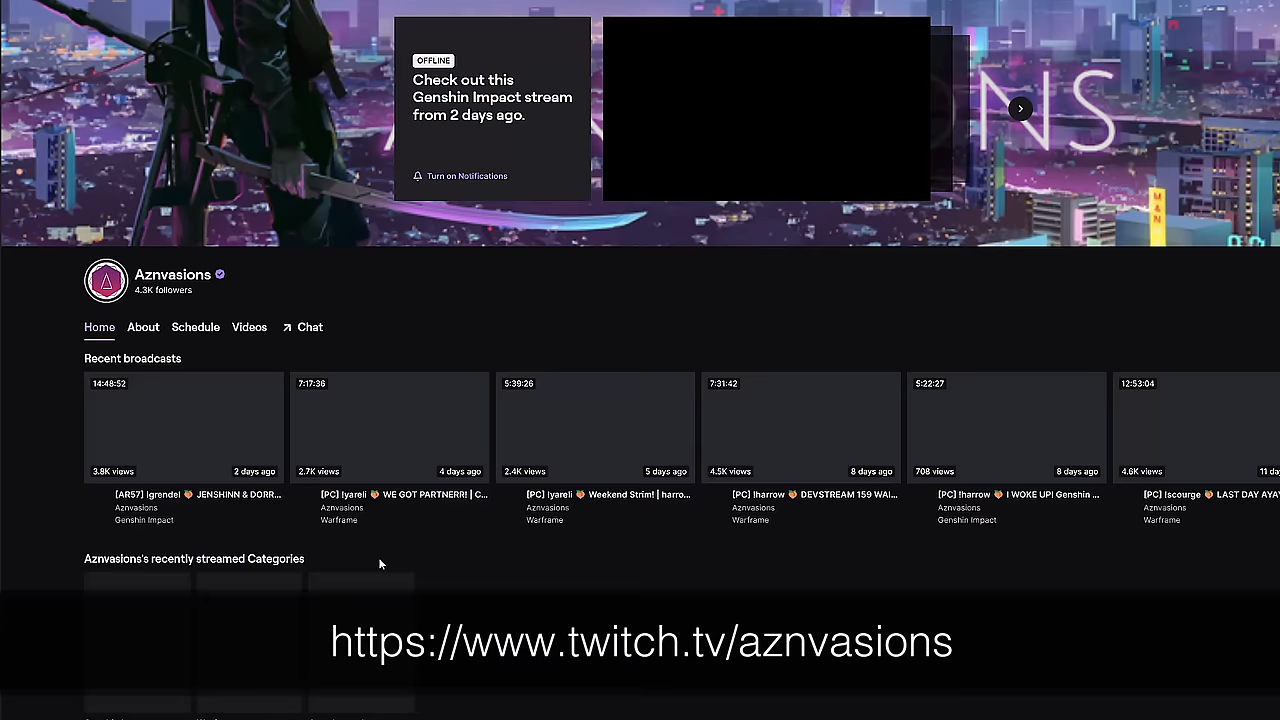 OFFLINE
Check out this
Genshin Impact stream
from 2 days ago.
Turn on Notifications
NS
MAN
Aznvasions
4.3K followers
Home About Schedule Videos Chat
Recent broadcasts
14:48:52 7:17:36 5:39:26 7:31:42 5:22:27 12:53:04
3.8K views 2 days ago 2.7K views 4 days ago 2.4K views 5 days ago 4.5K views 8 days ago 708 views 8 days ago 4.6K views 11 da
[AR57] !grendel 🍑 JENSHINN & DORR... [PC] !yareli 🍑 WE GOT PARTNERR! | C... [PC] !yareli 🍑 Weekend Strim! | harro... [PC] !harrow 🍑 DEVSTREAM 159 WAI... [PC] !harrow 🍑 I WOKE UP! Genshin ... [PC] !scourge 🍑 LAST DAY AYA
Aznvasions Aznvasions Aznvasions Aznvasions Aznvasions Aznvasions
Genshin Impact Warframe Warframe Warframe Genshin Impact Warframe
Aznvasions's recently streamed Categories
https://www.twitch.tv/aznvasions